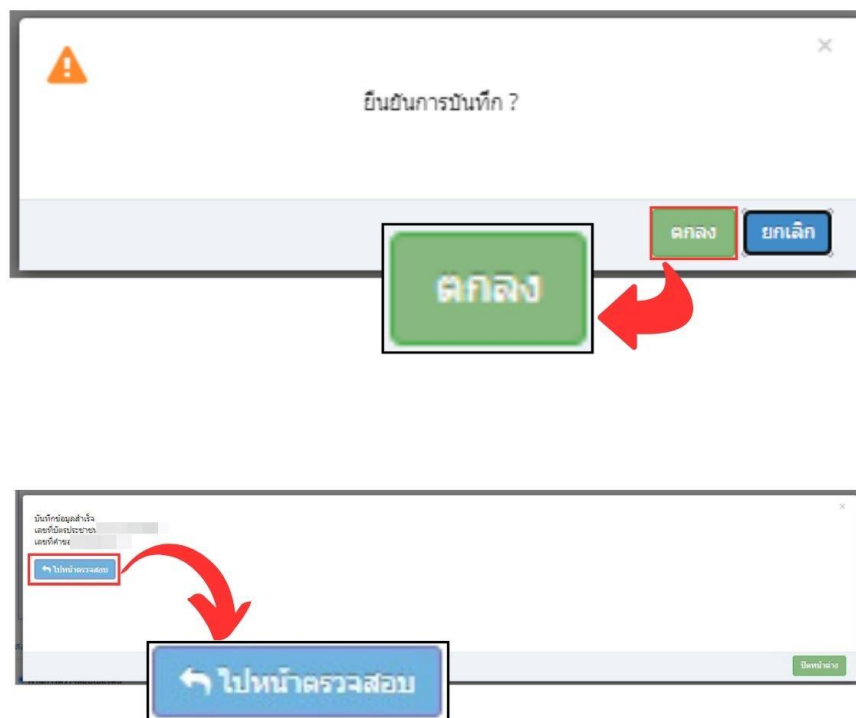 ยืนยันการบันทึก ?
ตกลง ยกเลิก
ตกลง
บันทึกข้อมูลสำเร็จ
เลขที่บัตรประชาชน
เลขที่คำขอ
ไปหน้าตรวจสอบ
ปิดหน้าต่าง
ไปหน้าตรวจสอบ